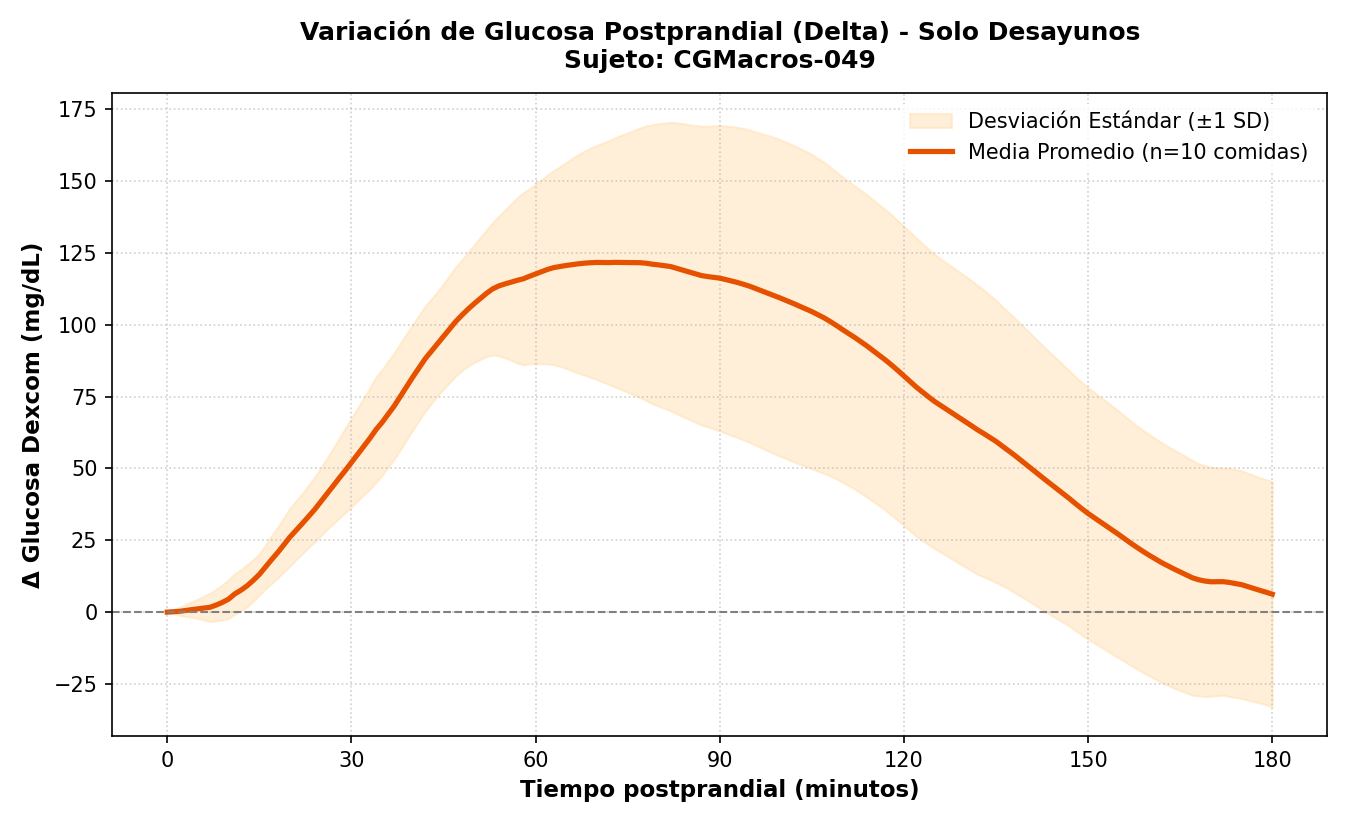 Variación de Glucosa Postprandial (Delta) - Solo Desayunos
Sujeto: CGMacros-049
Desviación Estándar (±1 SD)
Media Promedio (n=10 comidas)
Δ Glucosa Dexcom (mg/dL)
175
150
125
100
75
50
25
0
−25
0 30 60 90 120 150 180
Tiempo postprandial (minutos)